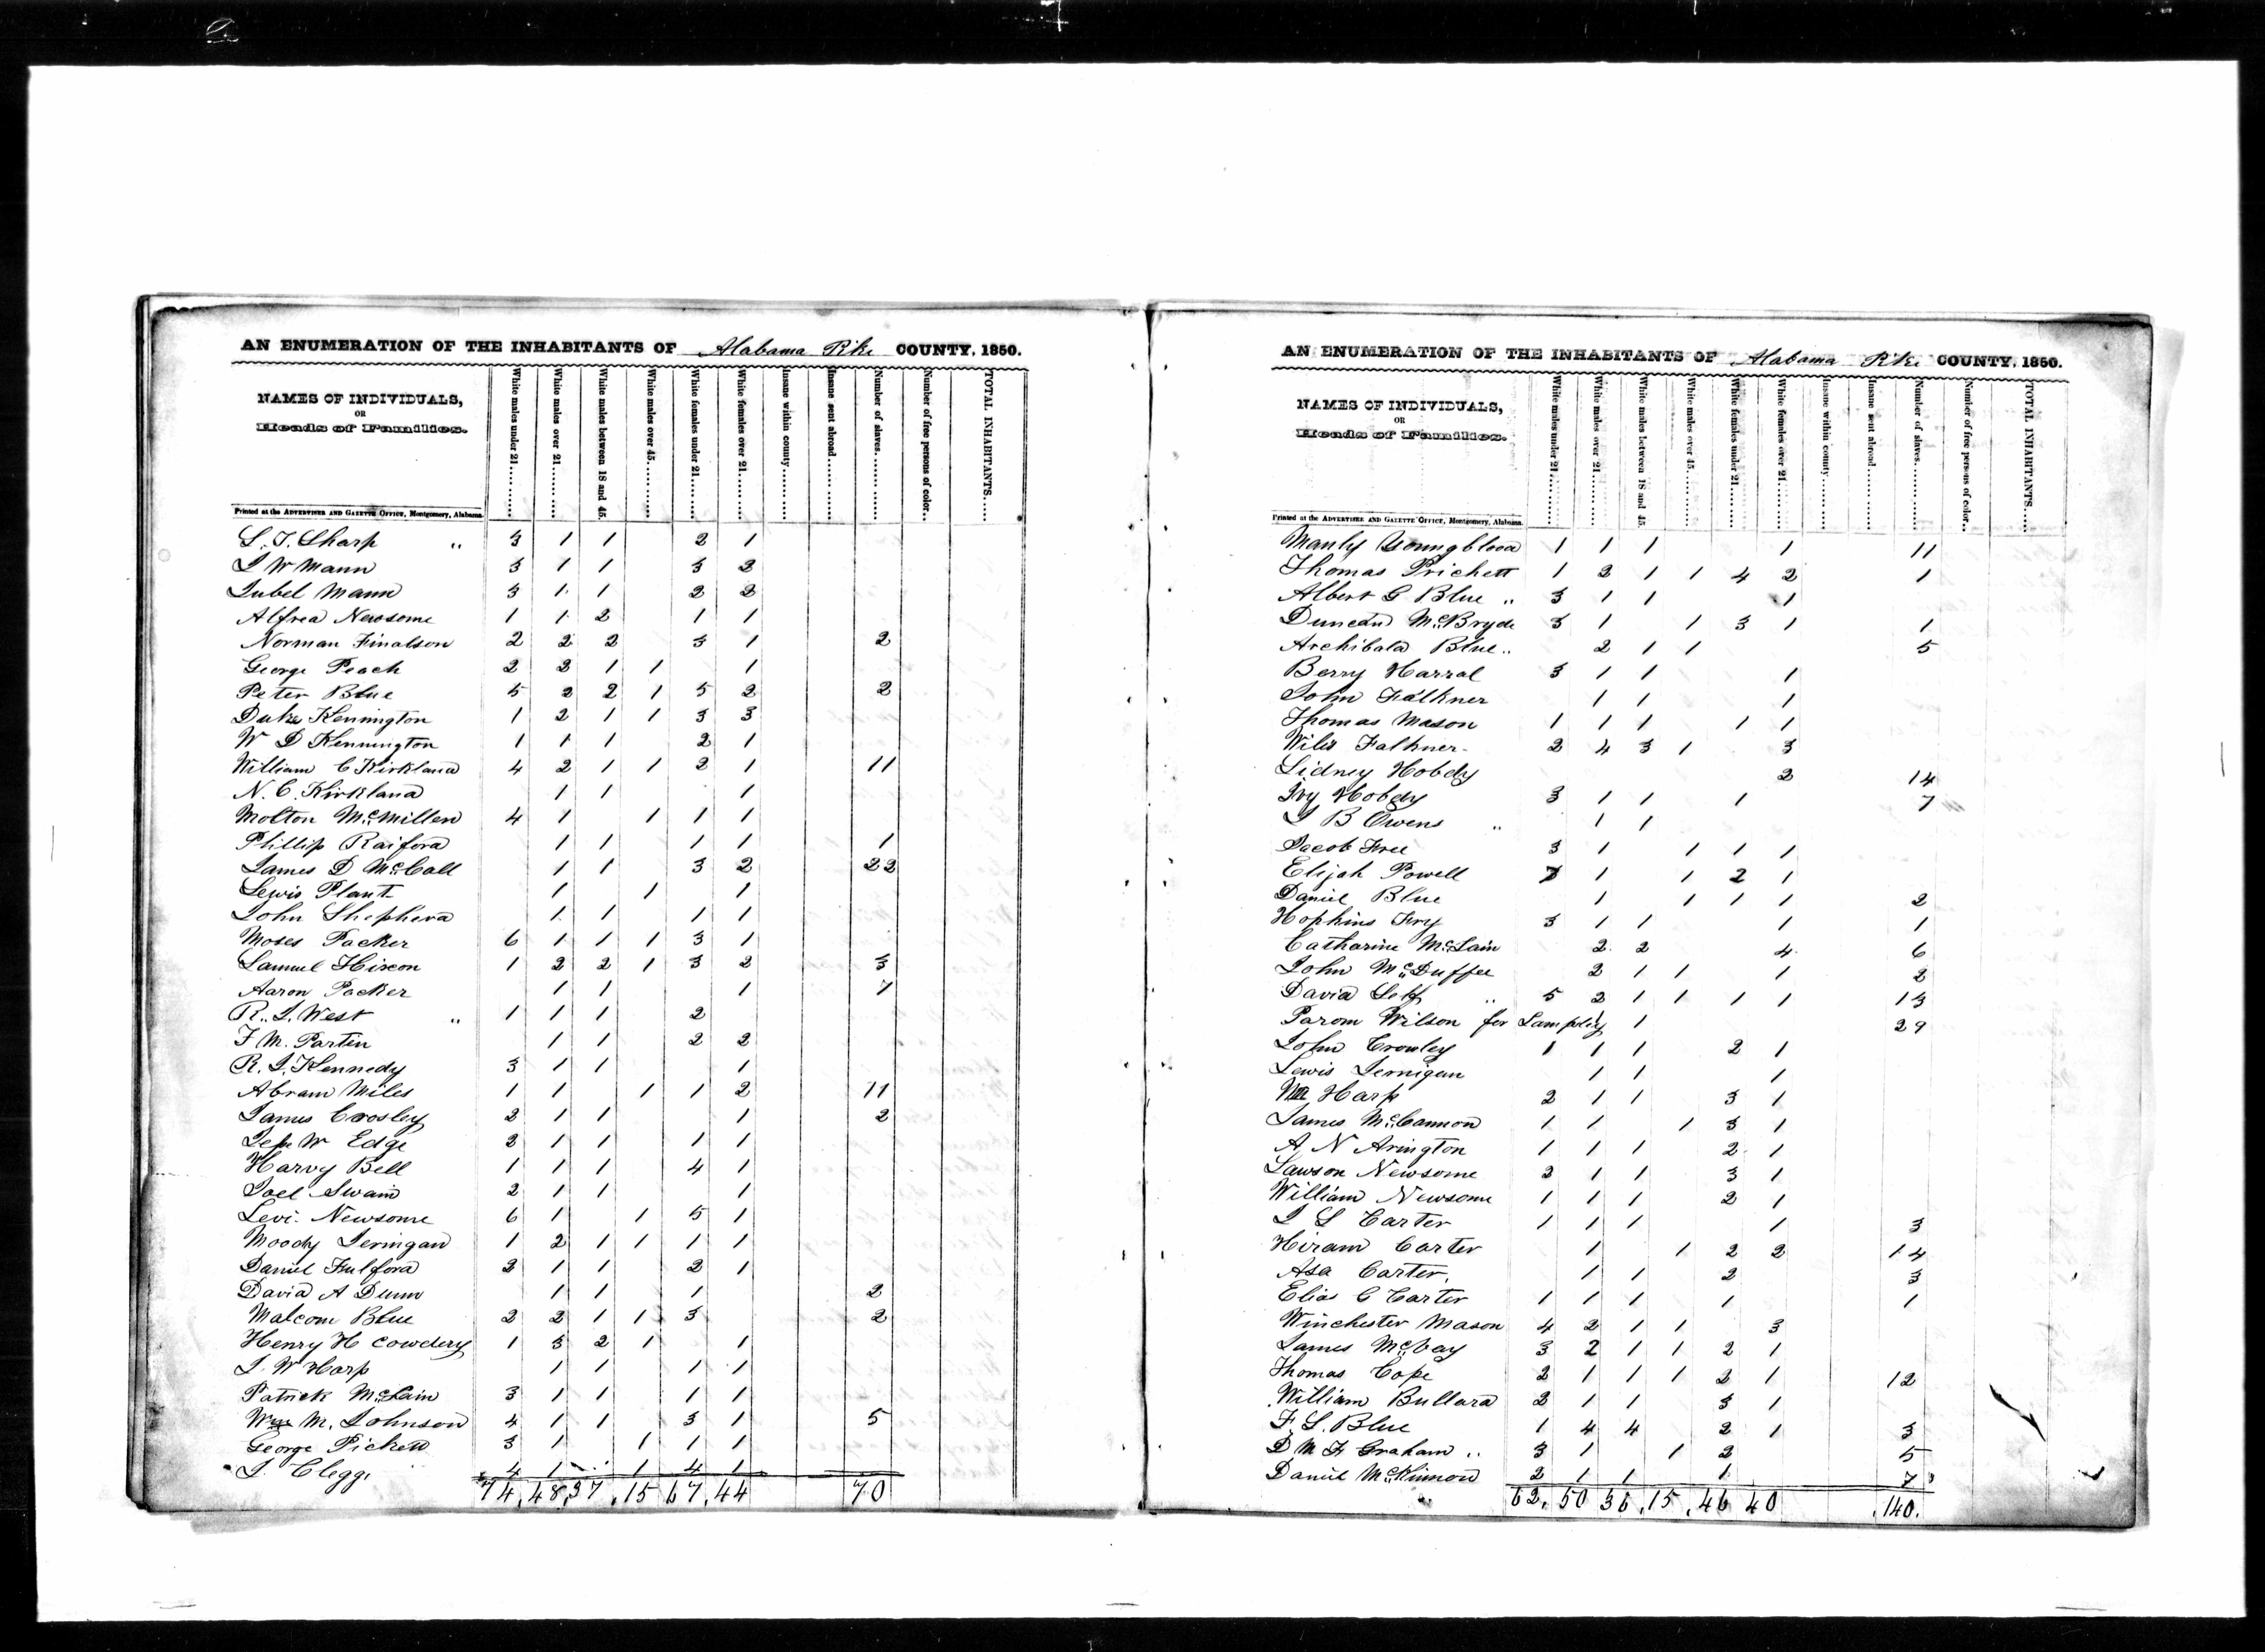 AN ENUMERATION OF THE INHABITANTS OF Alabama Pike COUNTY, 1850.
NAMES OF INDIVIDUALS,
OR
Heads of Families.
White males under 21
White males over 21
White males between 18 and 45.
White males over 45
White females under 21
White females over 21
Insane within county
Insane sent abroad
Number of slaves
Number of free persons of color
TOTAL INHABITANTS
Printed at the ADVERTISER AND GAZETTE OFFICE, Montgomery, Alabama.
S. T. Sharp " 3 1 1 2 1
J W Mann 3 1 1 3 2
Jubel Mann 3 1 1 2 2
Alfred Newsome 1 1 2 1 1
Norman Finalson 2 2 2 3 1 2
George Peach 2 2 1 1 1
Peter Blue 5 2 2 1 5 2 2
Duke Kennington 1 2 1 1 3 3
W D Kennington 1 1 1 2 1
William C Kirkland 4 2 1 1 2 1 11
N. C. Kirkland 1 1 1
Molton McMillen 4 1 1 1 1
Phillip Raiford 1 1 1 1 1
James D McCall 1 1 3 2 22
Lewis Plant 1 1 1
John Shepherd 1 1 1 1
Moses Packer 6 1 1 1 3 1
Samuel Hixon 1 2 2 1 3 2 3
Aaron Packer 1 1 1 7
R. J. West " 1 1 1 2
F M. Partin 1 1 2 2
R. J. Kennedy 3 1 1 1
Abram Miles 1 1 1 1 2 11
James Crosley 2 1 1 1 2
W Edge 2 1 1 1 1
Harvy Bell 1 1 1 4 1
Joel Swain 2 1 1 1
Levi Newsome 6 1 1 5 1
Moody Jernigan 1 2 1 1 1 1
Daniel Fulford 2 1 1 2 1
David A Dunn 1 1 1 2
Malcom Blue 2 2 1 1 3 2
Henry H Cowdery 1 3 2 1 1
J. W Harp 1 1 1 1
Patrick McLain 3 1 1 1 1
Wm M. Johnson 4 1 1 3 1 5
George Pickett 3 1 1 1 1
J. Clegg 4 1 1 4 1
74. 48. 37. 15 67. 44 70
AN ENUMERATION OF THE INHABITANTS OF Alabama Pike COUNTY, 1850.
NAMES OF INDIVIDUALS,
OR
Heads of Families.
White males under 21
White males over 21
White males between 18 and 45.
White males over 45
White females under 21
White females over 21
Insane within county
Insane sent abroad
Number of slaves
Number of free persons of color
TOTAL INHABITANTS
Printed at the ADVERTISER AND GAZETTE OFFICE, Montgomery, Alabama.
Manly Youngblood 1 1 1 1 11
Thomas Prichett 1 2 1 1 4 2 1
Albert G Blue " 3 1 1 1
Duncan McBryde 3 1 1 3 1 1
Archibald Blue " 2 1 1 5
Berry Harral 3 1 1 1
John Falkner 1 1 1
Thomas Mason 1 1 1 1 1
Wilis Falkner 2 4 3 1 3
Sidney Hobdy 2 14
Ivy Hobdy 3 1 1 1 7
J B Owens " 1 1
Jacob Free 3 1 1 1 1
Elijah Powell 1 1 2 1
Daniel Blue 1 1 1 1 2
Hopkins Fry 3 1 1 1 1
Catharine McLain 2 2 4 6
John McDuffee 2 1 1 1 2
David " 5 2 1 1 1 1 13
Parom Wilson for Lampley 1 29
John Crowley 1 1 1 2 1
Lewis Jernigan 1 1 1
Harp 2 1 1 3 1
James McCannon 1 1 1 3 1
A. N Arington 1 1 1 2 1
Lawson Newsome 2 1 1 3 1
William Newsome 1 1 1 2 1
J S Carter 1 1 1 1 3
Hiram Carter 1 1 2 2 14
Asa Carter 1 1 2 3
Elias C Carter 1 1 1 1 1
Winchester Mason 4 2 1 1 3
James McVay 3 2 1 1 2 1
Thomas Cope 2 1 1 1 2 1 12
William Bullard 2 1 1 3 1
F. S. Blue 1 4 4 2 1 3
D M F Graham " 3 1 1 2 5
Daniel McKinnon 2 1 1 1 7
62. 50 36. 15. 46 40 140.